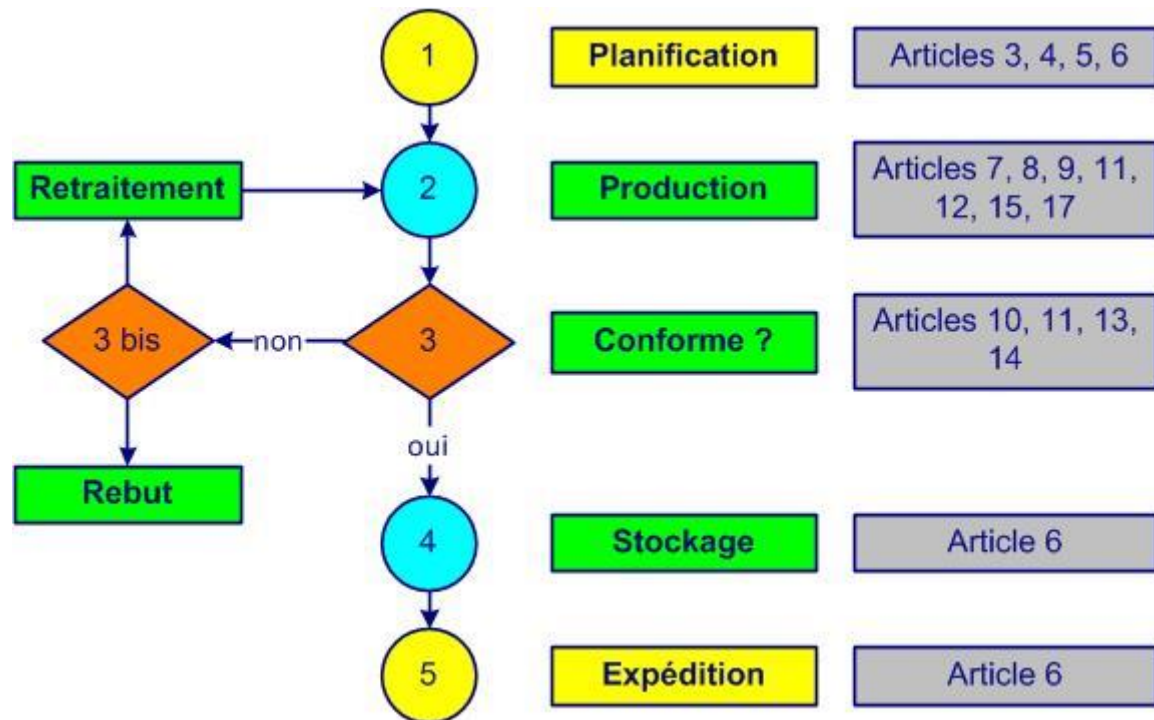 1
Planification
Articles 3, 4, 5, 6
Retraitement
2
Production
Articles 7, 8, 9, 11,
12, 15, 17
3 bis
non
3
Conforme ?
Articles 10, 11, 13,
14
oui
Rebut
4
Stockage
Article 6
5
Expédition
Article 6